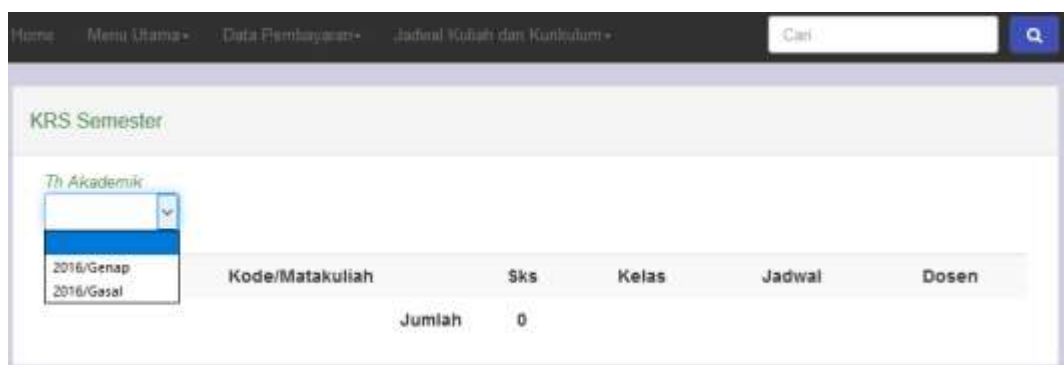 Home Menu Utama Data Pembayaran Jadwal Kuliah dan Kurikulum Cari
KRS Semester
Th Akademik
2016/Genap
2016/Gasal
Kode/Matakuliah Sks Kelas Jadwal Dosen
Jumlah 0